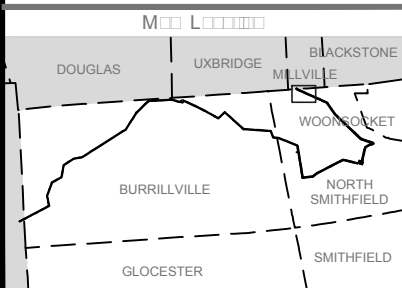 BLACKSTONE
UXBRIDGE
DOUGLAS
MILLVILLE
WOONSOCKET
BURRILLVILLE
NORTH
SMITHFIELD
SMITHFIELD
GLOCESTER